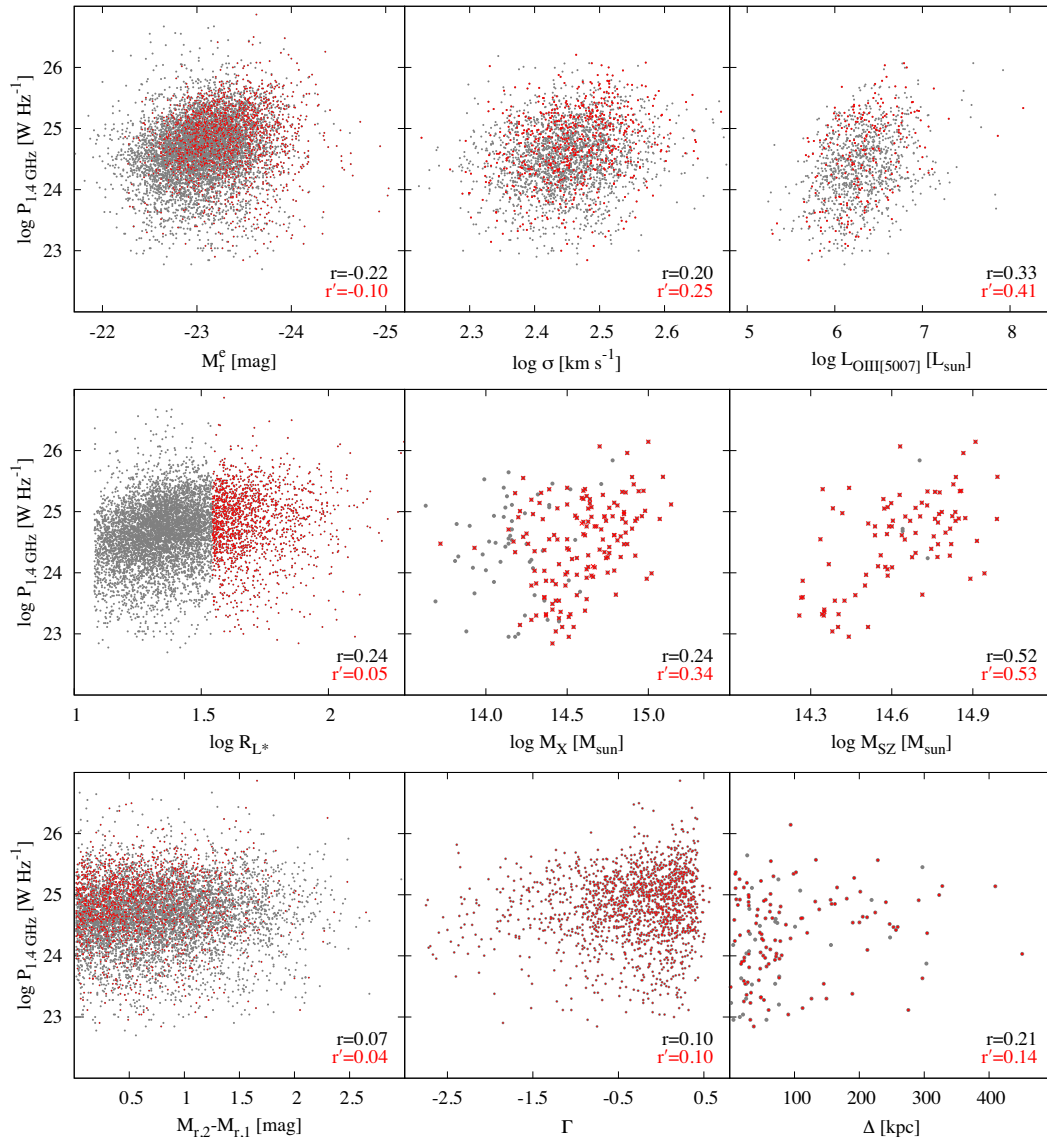 26
25
24
23
log P1.4 GHz [W Hz-1]
r=-0.22
r′=-0.10
-22 -23 -24 -25
Mre [mag]
r=0.20
r′=0.25
2.3 2.4 2.5 2.6
log σ [km s-1]
r=0.33
r′=0.41
5 6 7 8
log LOIII[5007] [Lsun]
26
25
24
23
log P1.4 GHz [W Hz-1]
r=0.24
r′=0.05
1 1.5 2
log RL*
r=0.24
r′=0.34
14.0 14.5 15.0
log MX [Msun]
r=0.52
r′=0.53
14.3 14.6 14.9
log MSZ [Msun]
26
25
24
23
log P1.4 GHz [W Hz-1]
r=0.07
r′=0.04
0.5 1 1.5 2 2.5
Mr,2-Mr,1 [mag]
r=0.10
r′=0.10
-2.5 -1.5 -0.5 0.5
Γ
r=0.21
r′=0.14
100 200 300 400
Δ [kpc]